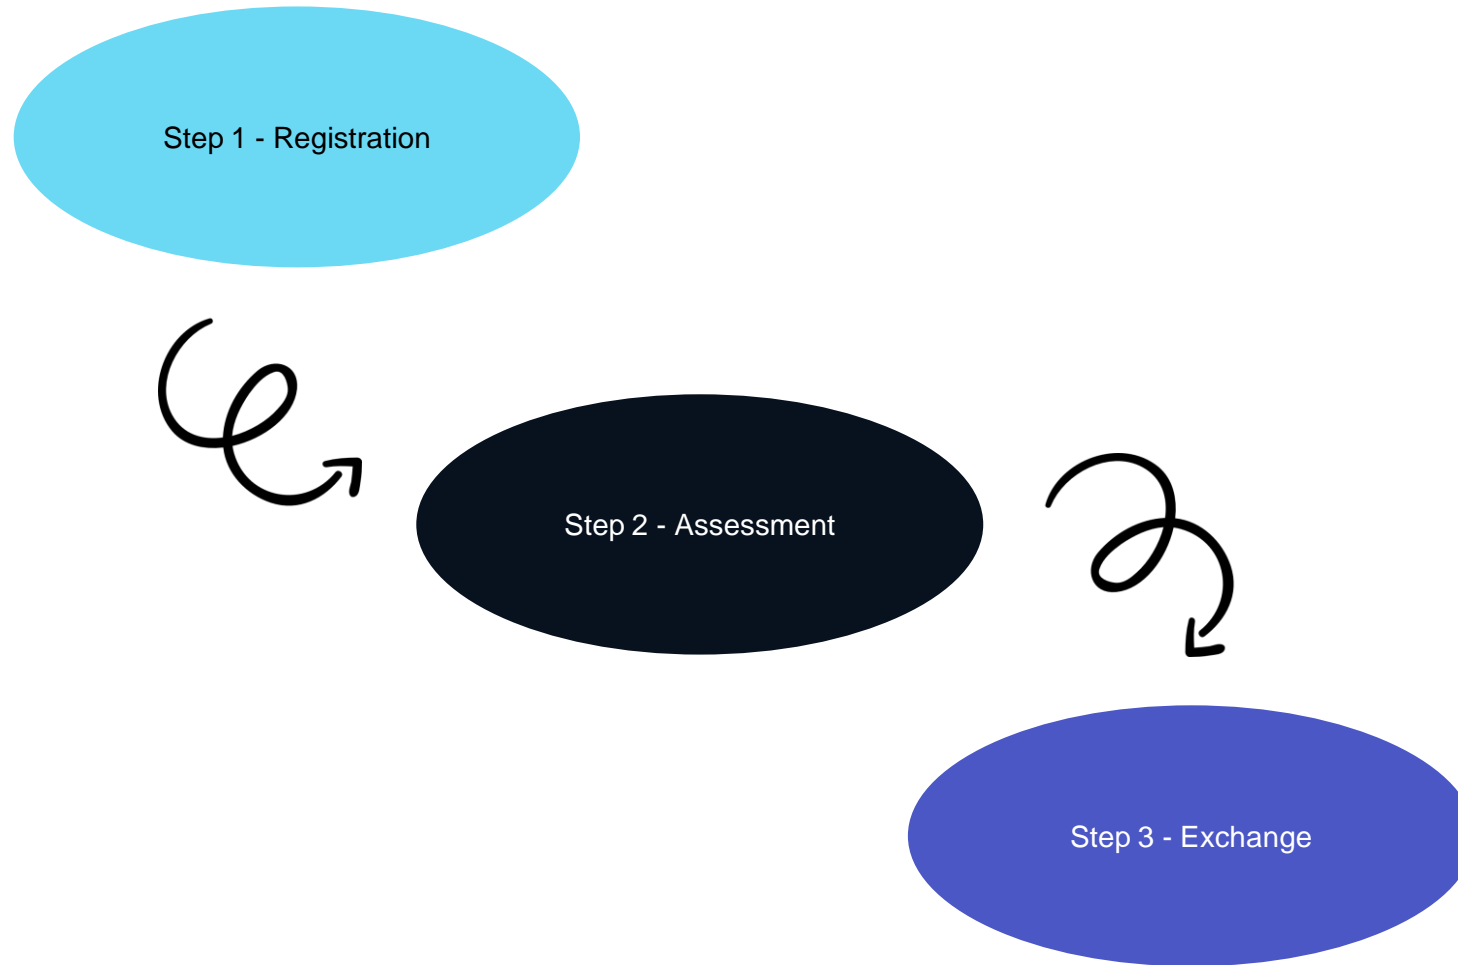 Step 1 - Registration
Step 2 - Assessment
Step 3 - Exchange